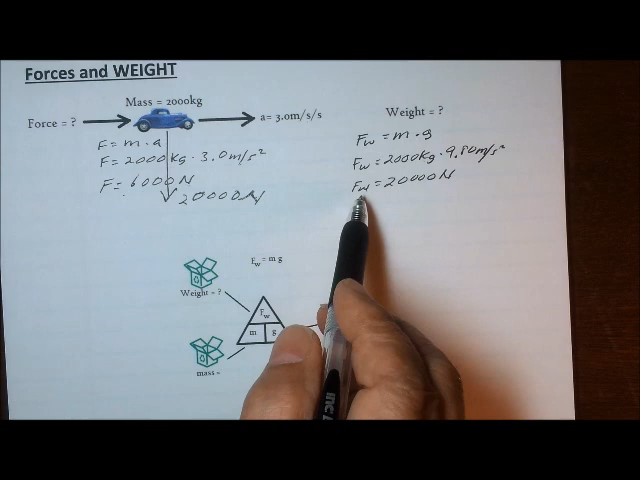 Forces and WEIGHT
Mass = 2000kg
Force = ?
a= 3.0m/s/s
Weight = ?
F = m · a
F = 2000kg · 3.0m/s²
F = 6000N
20000N
Fw = m · g
Fw = 2000kg · 9.80m/s²
Fw = 20000N
Fw = m g
Weight = ?
Fw
m g
mass =